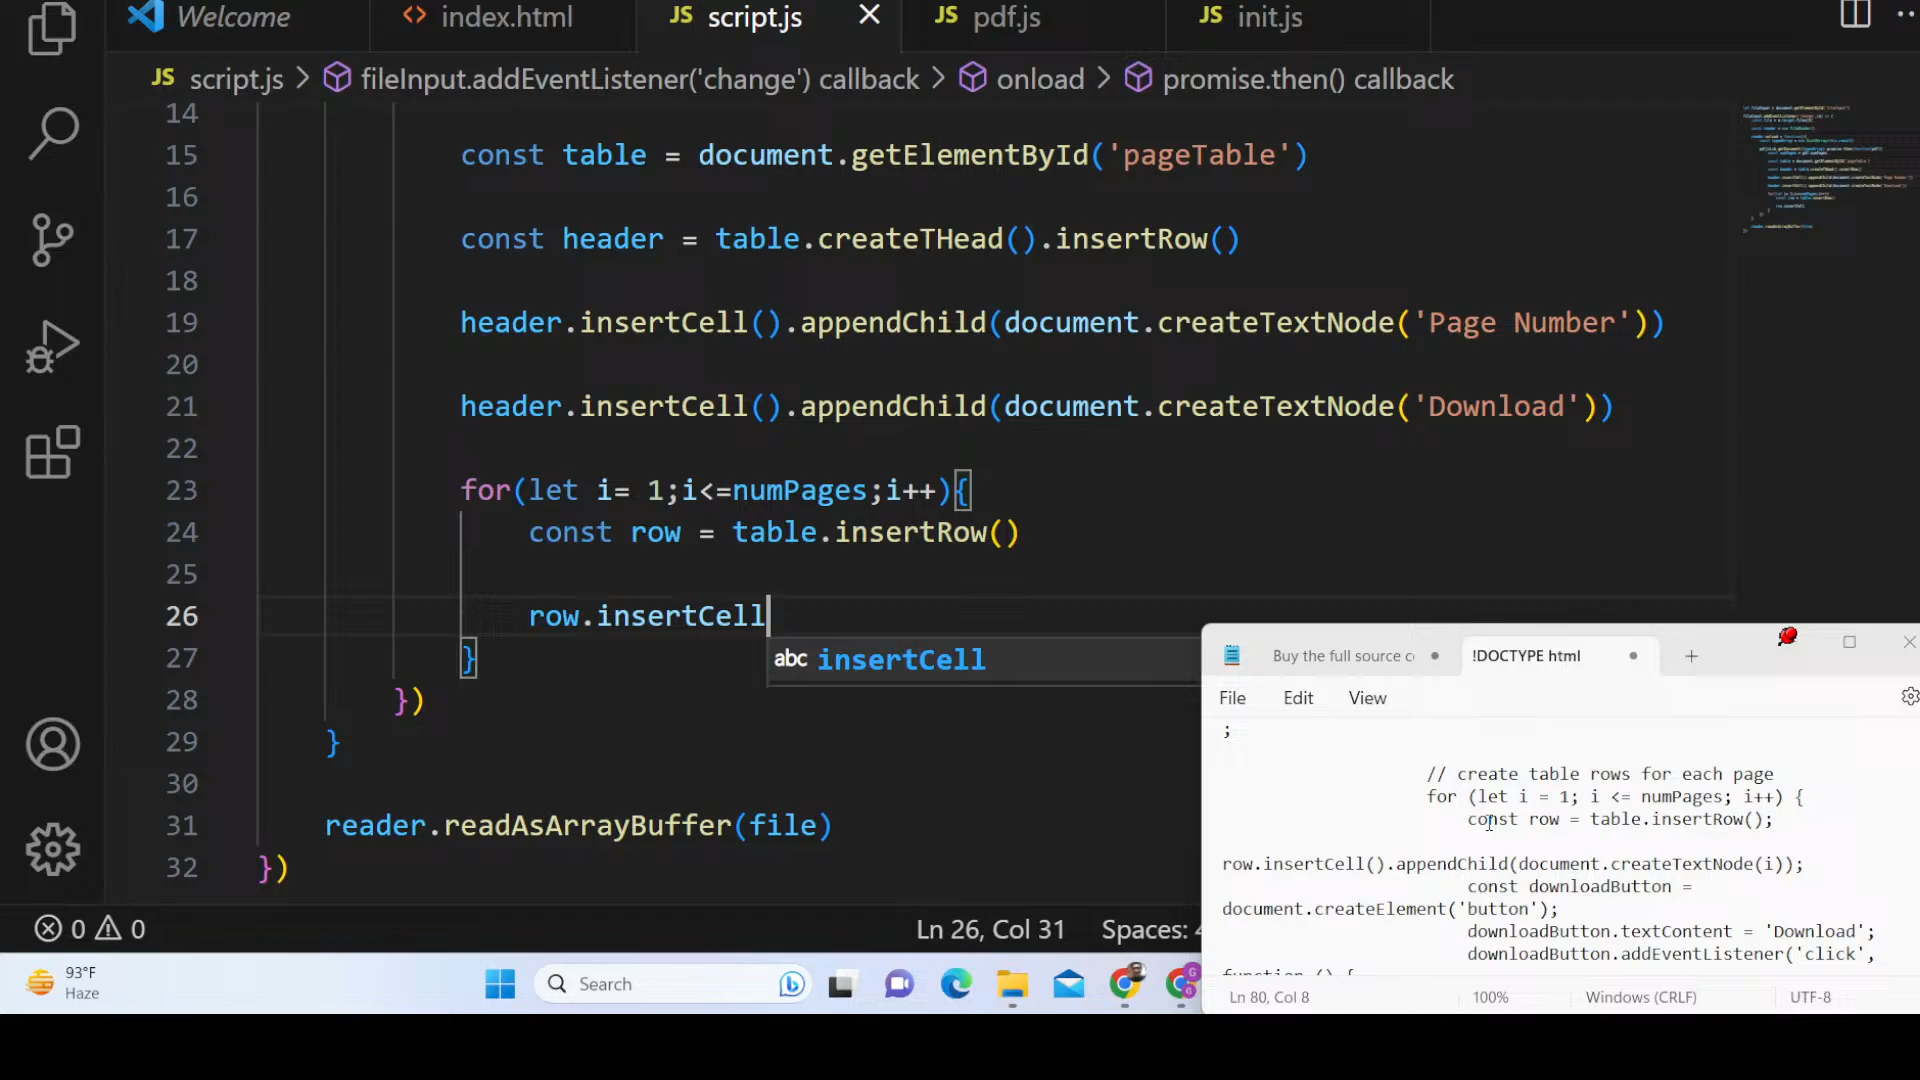 Welcome
index.html
JS script.js
JS pdf.js
JS init.js
JS script.js > fileInput.addEventListener('change') callback > onload > promise.then() callback
14
15 const table = document.getElementById('pageTable')
16
17 const header = table.createTHead().insertRow()
18
19 header.insertCell().appendChild(document.createTextNode('Page Number'))
20
21 header.insertCell().appendChild(document.createTextNode('Download'))
22
23 for(let i= 1;i<=numPages;i++){
24 const row = table.insertRow()
25
26 row.insertCell
abc insertCell
27 }
28 })
29 }
30
31 reader.readAsArrayBuffer(file)
32 })
0 0
Ln 26, Col 31
Spaces:
Buy the full source c
!DOCTYPE html
File Edit View
;
// create table rows for each page
for (let i = 1; i <= numPages; i++) {
const row = table.insertRow();
row.insertCell().appendChild(document.createTextNode(i));
const downloadButton =
document.createElement('button');
downloadButton.textContent = 'Download';
downloadButton.addEventListener('click',
function () {
Ln 80, Col 8
100%
Windows (CRLF)
UTF-8
93°F
Haze
Search